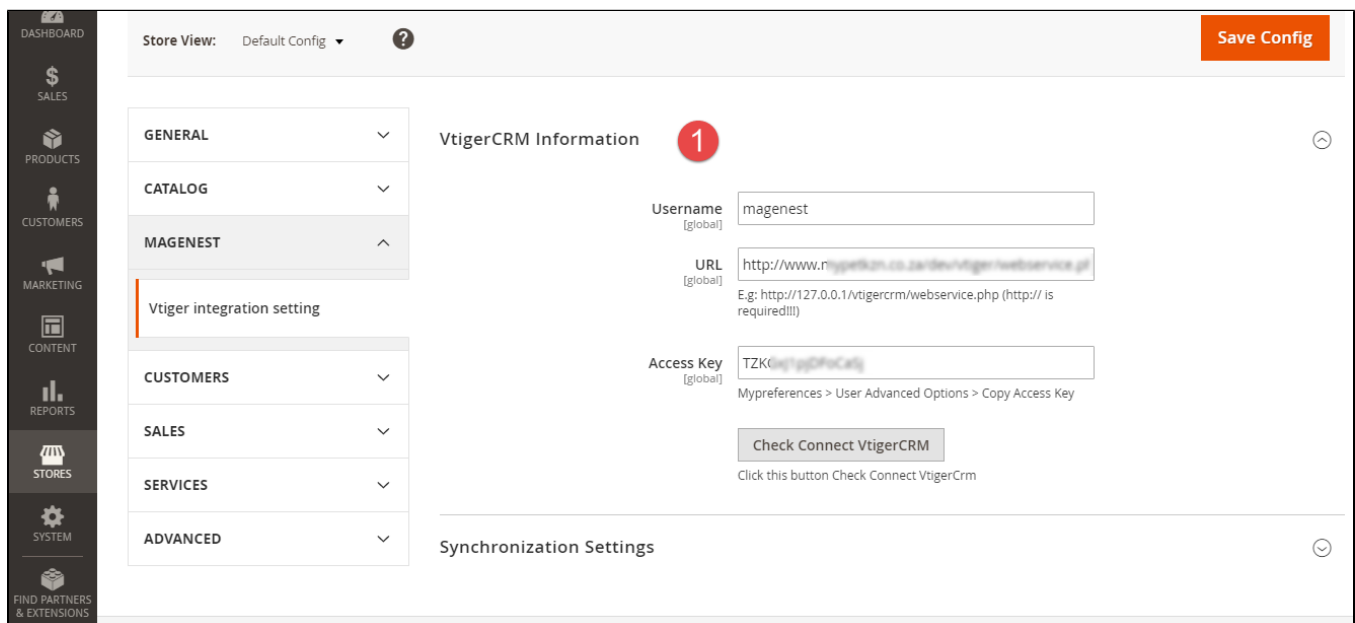 DASHBOARD
Store View: Default Config
?
Save Config
$
SALES
PRODUCTS
CUSTOMERS
MARKETING
CONTENT
REPORTS
STORES
SYSTEM
FIND PARTNERS
& EXTENSIONS
GENERAL
CATALOG
MAGENEST
Vtiger integration setting
CUSTOMERS
SALES
SERVICES
ADVANCED
VtigerCRM Information 1
Username magenest
[global]
URL http://www.
[global]
E.g: http://127.0.0.1/vtigercrm/webservice.php (http:// is
required!!!)
Access Key TZK
[global]
Mypreferences > User Advanced Options > Copy Access Key
Check Connect VtigerCRM
Click this button Check Connect VtigerCrm
Synchronization Settings